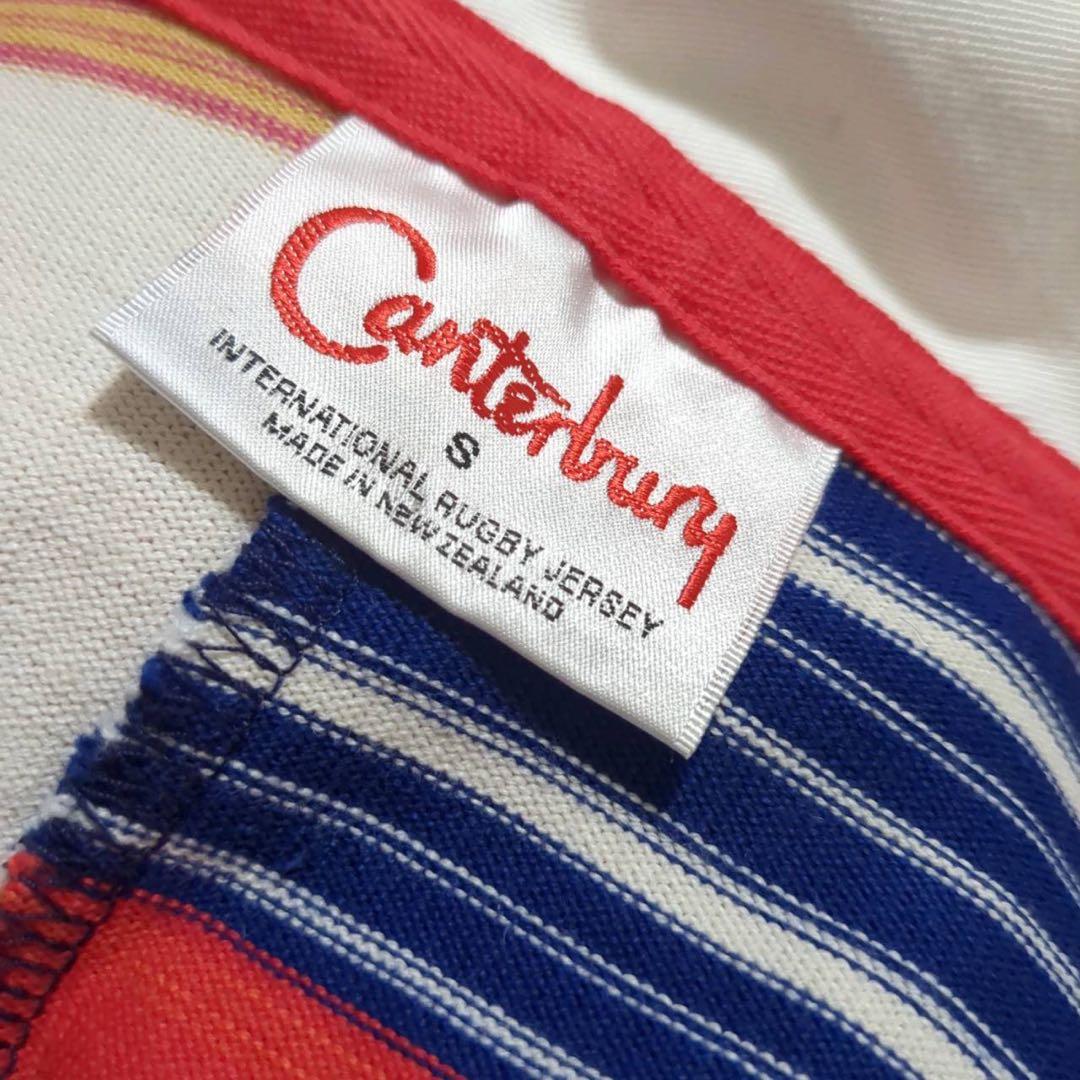 Canterbury
S
INTERNATIONAL RUGBY JERSEY
MADE IN NEW ZEALAND